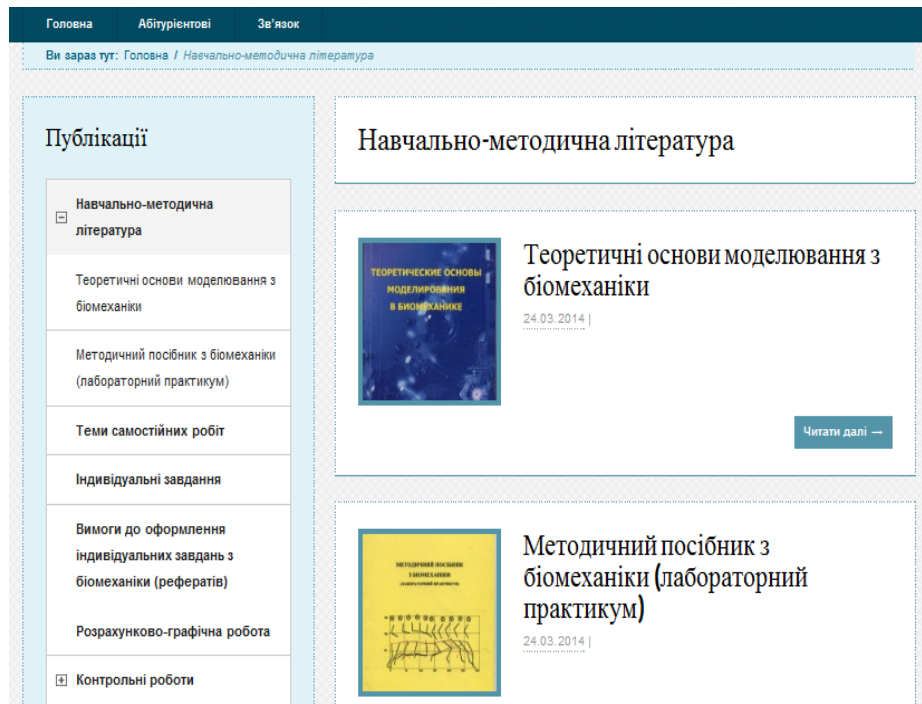 Головна Абітурієнтові Зв'язок
Ви зараз тут: Головна / Навчально-методична література
Публікації
Навчально-методична
література
Теоретичні основи моделювання з
біомеханіки
Методичний посібник з біомеханіки
(лабораторний практикум)
Теми самостійних робіт
Індивідуальні завдання
Вимоги до оформлення
індивідуальних завдань з
біомеханіки (рефератів)
Розрахунково-графічна робота
Контрольні роботи
Навчально-методична література
ТЕОРЕТИЧЕСКИЕ ОСНОВЫ
МОДЕЛИРОВАНИЯ
В БИОМЕХАНИКЕ
Теоретичні основи моделювання з
біомеханіки
24.03.2014 |
Читати далі →
МЕТОДИЧНИЙ ПОСІБНИК
З БІОМЕХАНІКИ
(ЛАБОРАТОРНИЙ ПРАКТИКУМ)
Методичний посібник з
біомеханіки (лабораторний
практикум)
24.03.2014 |